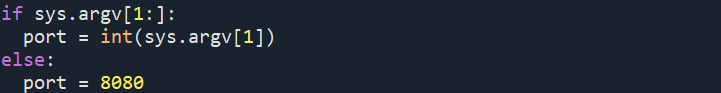 if sys.argv[1:]:
  port = int(sys.argv[1])
else:
  port = 8080